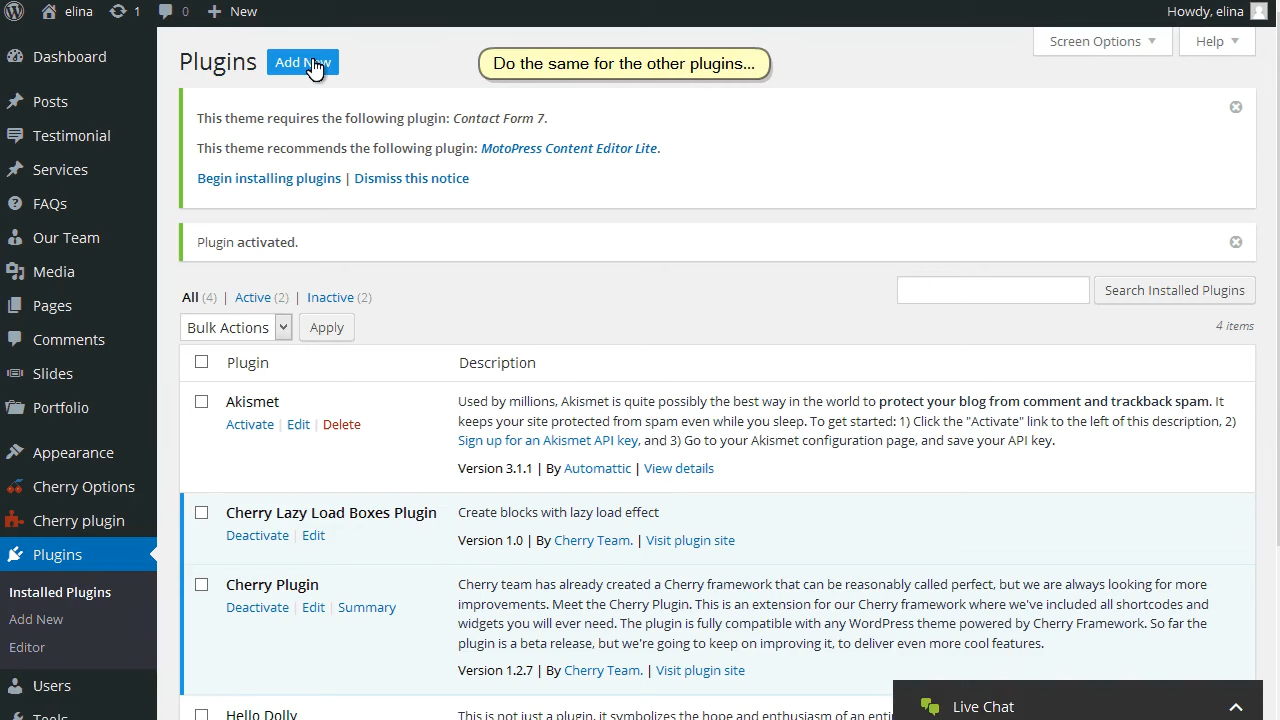 elina 1 0 New Howdy, elina
Dashboard
Posts
Testimonial
Services
FAQs
Our Team
Media
Pages
Comments
Slides
Portfolio
Appearance
Cherry Options
Cherry plugin
Plugins
Installed Plugins
Add New
Editor
Users
Tools
Plugins Add New
Do the same for the other plugins...
Screen Options Help
This theme requires the following plugin: Contact Form 7.
This theme recommends the following plugin: MotoPress Content Editor Lite.
Begin installing plugins | Dismiss this notice
Plugin activated.
All (4) | Active (2) | Inactive (2)
Search Installed Plugins
Bulk Actions Apply
4 items
Plugin Description
Akismet
Activate | Edit | Delete
Used by millions, Akismet is quite possibly the best way in the world to protect your blog from comment and trackback spam. It
keeps your site protected from spam even while you sleep. To get started: 1) Click the "Activate" link to the left of this description, 2)
Sign up for an Akismet API key, and 3) Go to your Akismet configuration page, and save your API key.
Version 3.1.1 | By Automattic | View details
Cherry Lazy Load Boxes Plugin
Deactivate | Edit
Create blocks with lazy load effect
Version 1.0 | By Cherry Team. | Visit plugin site
Cherry Plugin
Deactivate | Edit | Summary
Cherry team has already created a Cherry framework that can be reasonably called perfect, but we are always looking for more
improvements. Meet the Cherry Plugin. This is an extension for our Cherry framework where we've included all shortcodes and
widgets you will ever need. The plugin is fully compatible with any WordPress theme powered by Cherry Framework. So far the
plugin is a beta release, but we're going to keep on improving it, to deliver even more cool features.
Version 1.2.7 | By Cherry Team. | Visit plugin site
Hello Dolly
This is not just a plugin, it symbolizes the hope and enthusiasm of an
Live Chat